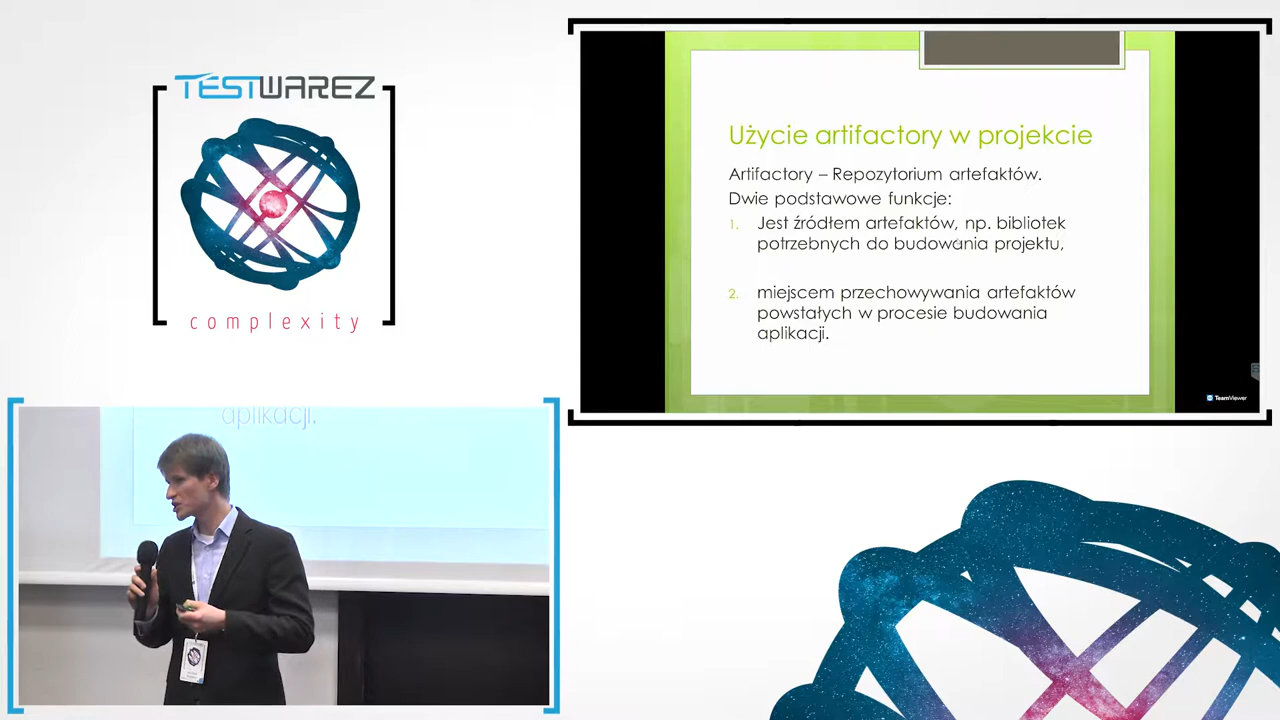 TESTWAREZ
complexity
Użycie artifactory w projekcie
Artifactory – Repozytorium artefaktów.
Dwie podstawowe funkcje:
1. Jest źródłem artefaktów, np. bibliotek
potrzebnych do budowania projektu,
2. miejscem przechowywania artefaktów
powstałych w procesie budowania
aplikacji.
TeamViewer
aplikacji.